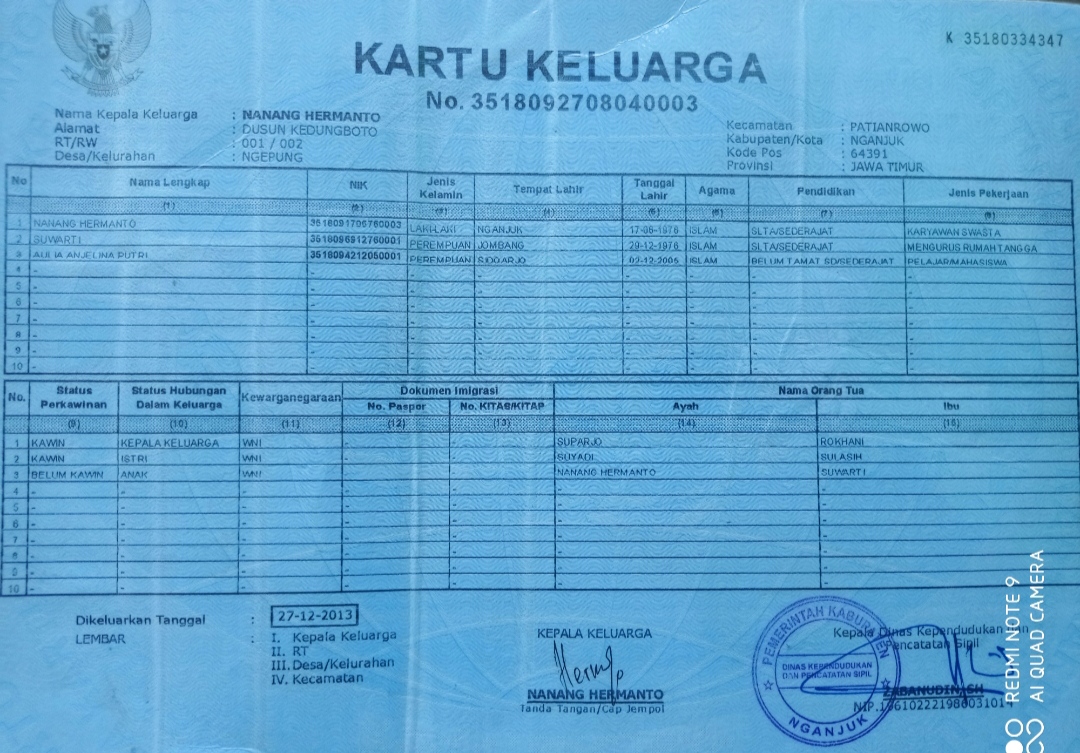 K 35180334347
KARTU KELUARGA
No. 3518092708040003
Nama Kepala Keluarga : NANANG HERMANTO
Alamat : DUSUN KEDUNGBOTO
RT/RW : 001 / 002
Desa/Kelurahan : NGEPUNG
Kecamatan : PATIANROWO
Kabupaten/Kota : NGANJUK
Kode Pos : 64391
Provinsi : JAWA TIMUR
No Nama Lengkap NIK Jenis Kelamin Tempat Lahir Tanggal Lahir Agama Pendidikan Jenis Pekerjaan
(1) (2) (3) (4) (5) (6) (7) (8)
1 NANANG HERMANTO 3518091706760003 LAKI-LAKI NGANJUK 17-06-1976 ISLAM SLTA/SEDERAJAT KARYAWAN SWASTA
2 SUWARTI 3518096912760001 PEREMPUAN JOMBANG 29-12-1976 ISLAM SLTA/SEDERAJAT MENGURUS RUMAH TANGGA
3 AULIA ANJELINA PUTRI 3518094212050001 PEREMPUAN SIDOARJO 02-12-2005 ISLAM BELUM TAMAT SD/SEDERAJAT PELAJAR/MAHASISWA
4 - - - - - - - -
5 - - - - - - - -
6 - - - - - - - -
7 - - - - - - - -
8 - - - - - - - -
9 - - - - - - - -
10 - - - - - - - -
No. Status Perkawinan Status Hubungan Dalam Keluarga Kewarganegaraan Dokumen Imigrasi Nama Orang Tua
No. Paspor No. KITAS/KITAP Ayah Ibu
(9) (10) (11) (12) (13) (14) (15)
1 KAWIN KEPALA KELUARGA WNI - - SUPARJO ROKHANI
2 KAWIN ISTRI WNI - - SUYADI SULASIH
3 BELUM KAWIN ANAK WNI - - NANANG HERMANTO SUWARTI
4 - - - - - - -
5 - - - - - - -
6 - - - - - - -
7 - - - - - - -
8 - - - - - - -
9 - - - - - - -
10 - - - - - - -
Dikeluarkan Tanggal : 27-12-2013
LEMBAR : I. Kepala Keluarga
II. RT
III. Desa/Kelurahan
IV. Kecamatan
KEPALA KELUARGA
NANANG HERMANTO
Tanda Tangan/Cap Jempol
Kepala Dinas Kependudukan dan
Pencatatan Sipil
PEMERINTAH KABUPATEN
DINAS KEPENDUDUKAN
DAN PENCATATAN SIPIL
NGANJUK
ZABANUDIN, SH
REDMI NOTE 9
AI QUAD CAMERA